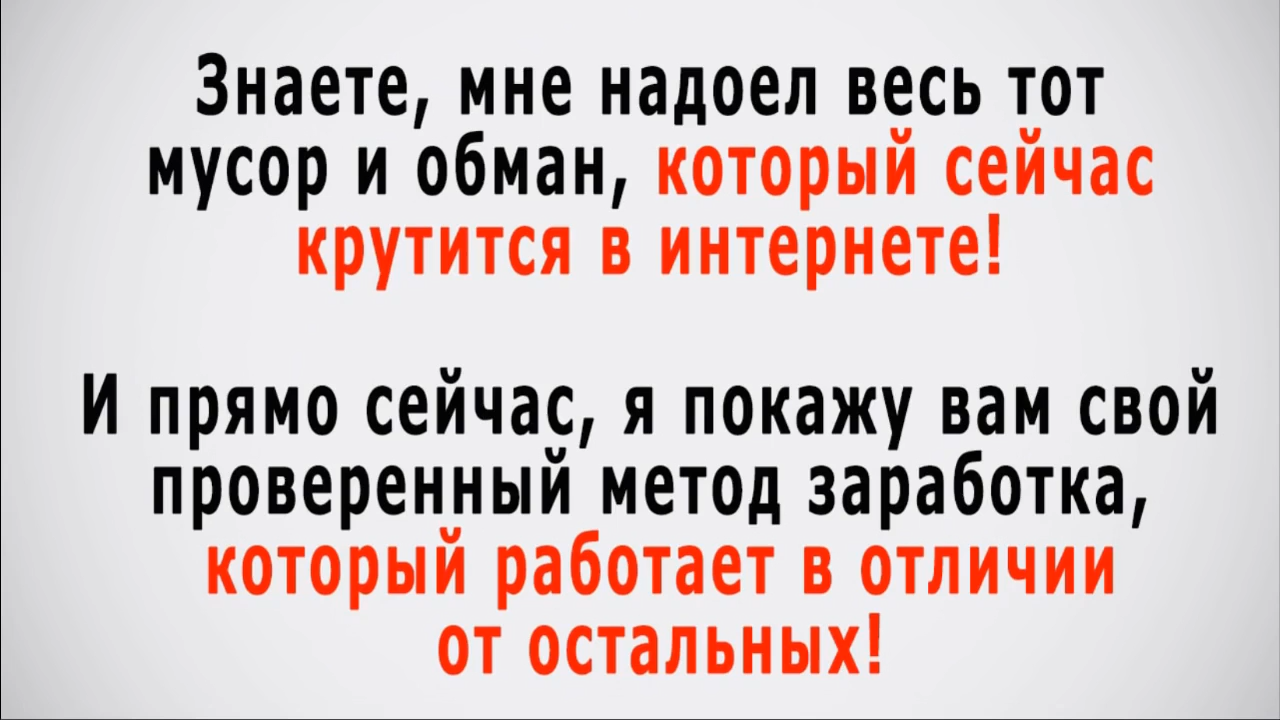 Знаете, мне надоел весь тот
мусор и обман, который сейчас
крутится в интернете!
И прямо сейчас, я покажу вам свой
проверенный метод заработка,
который работает в отличии
от остальных!